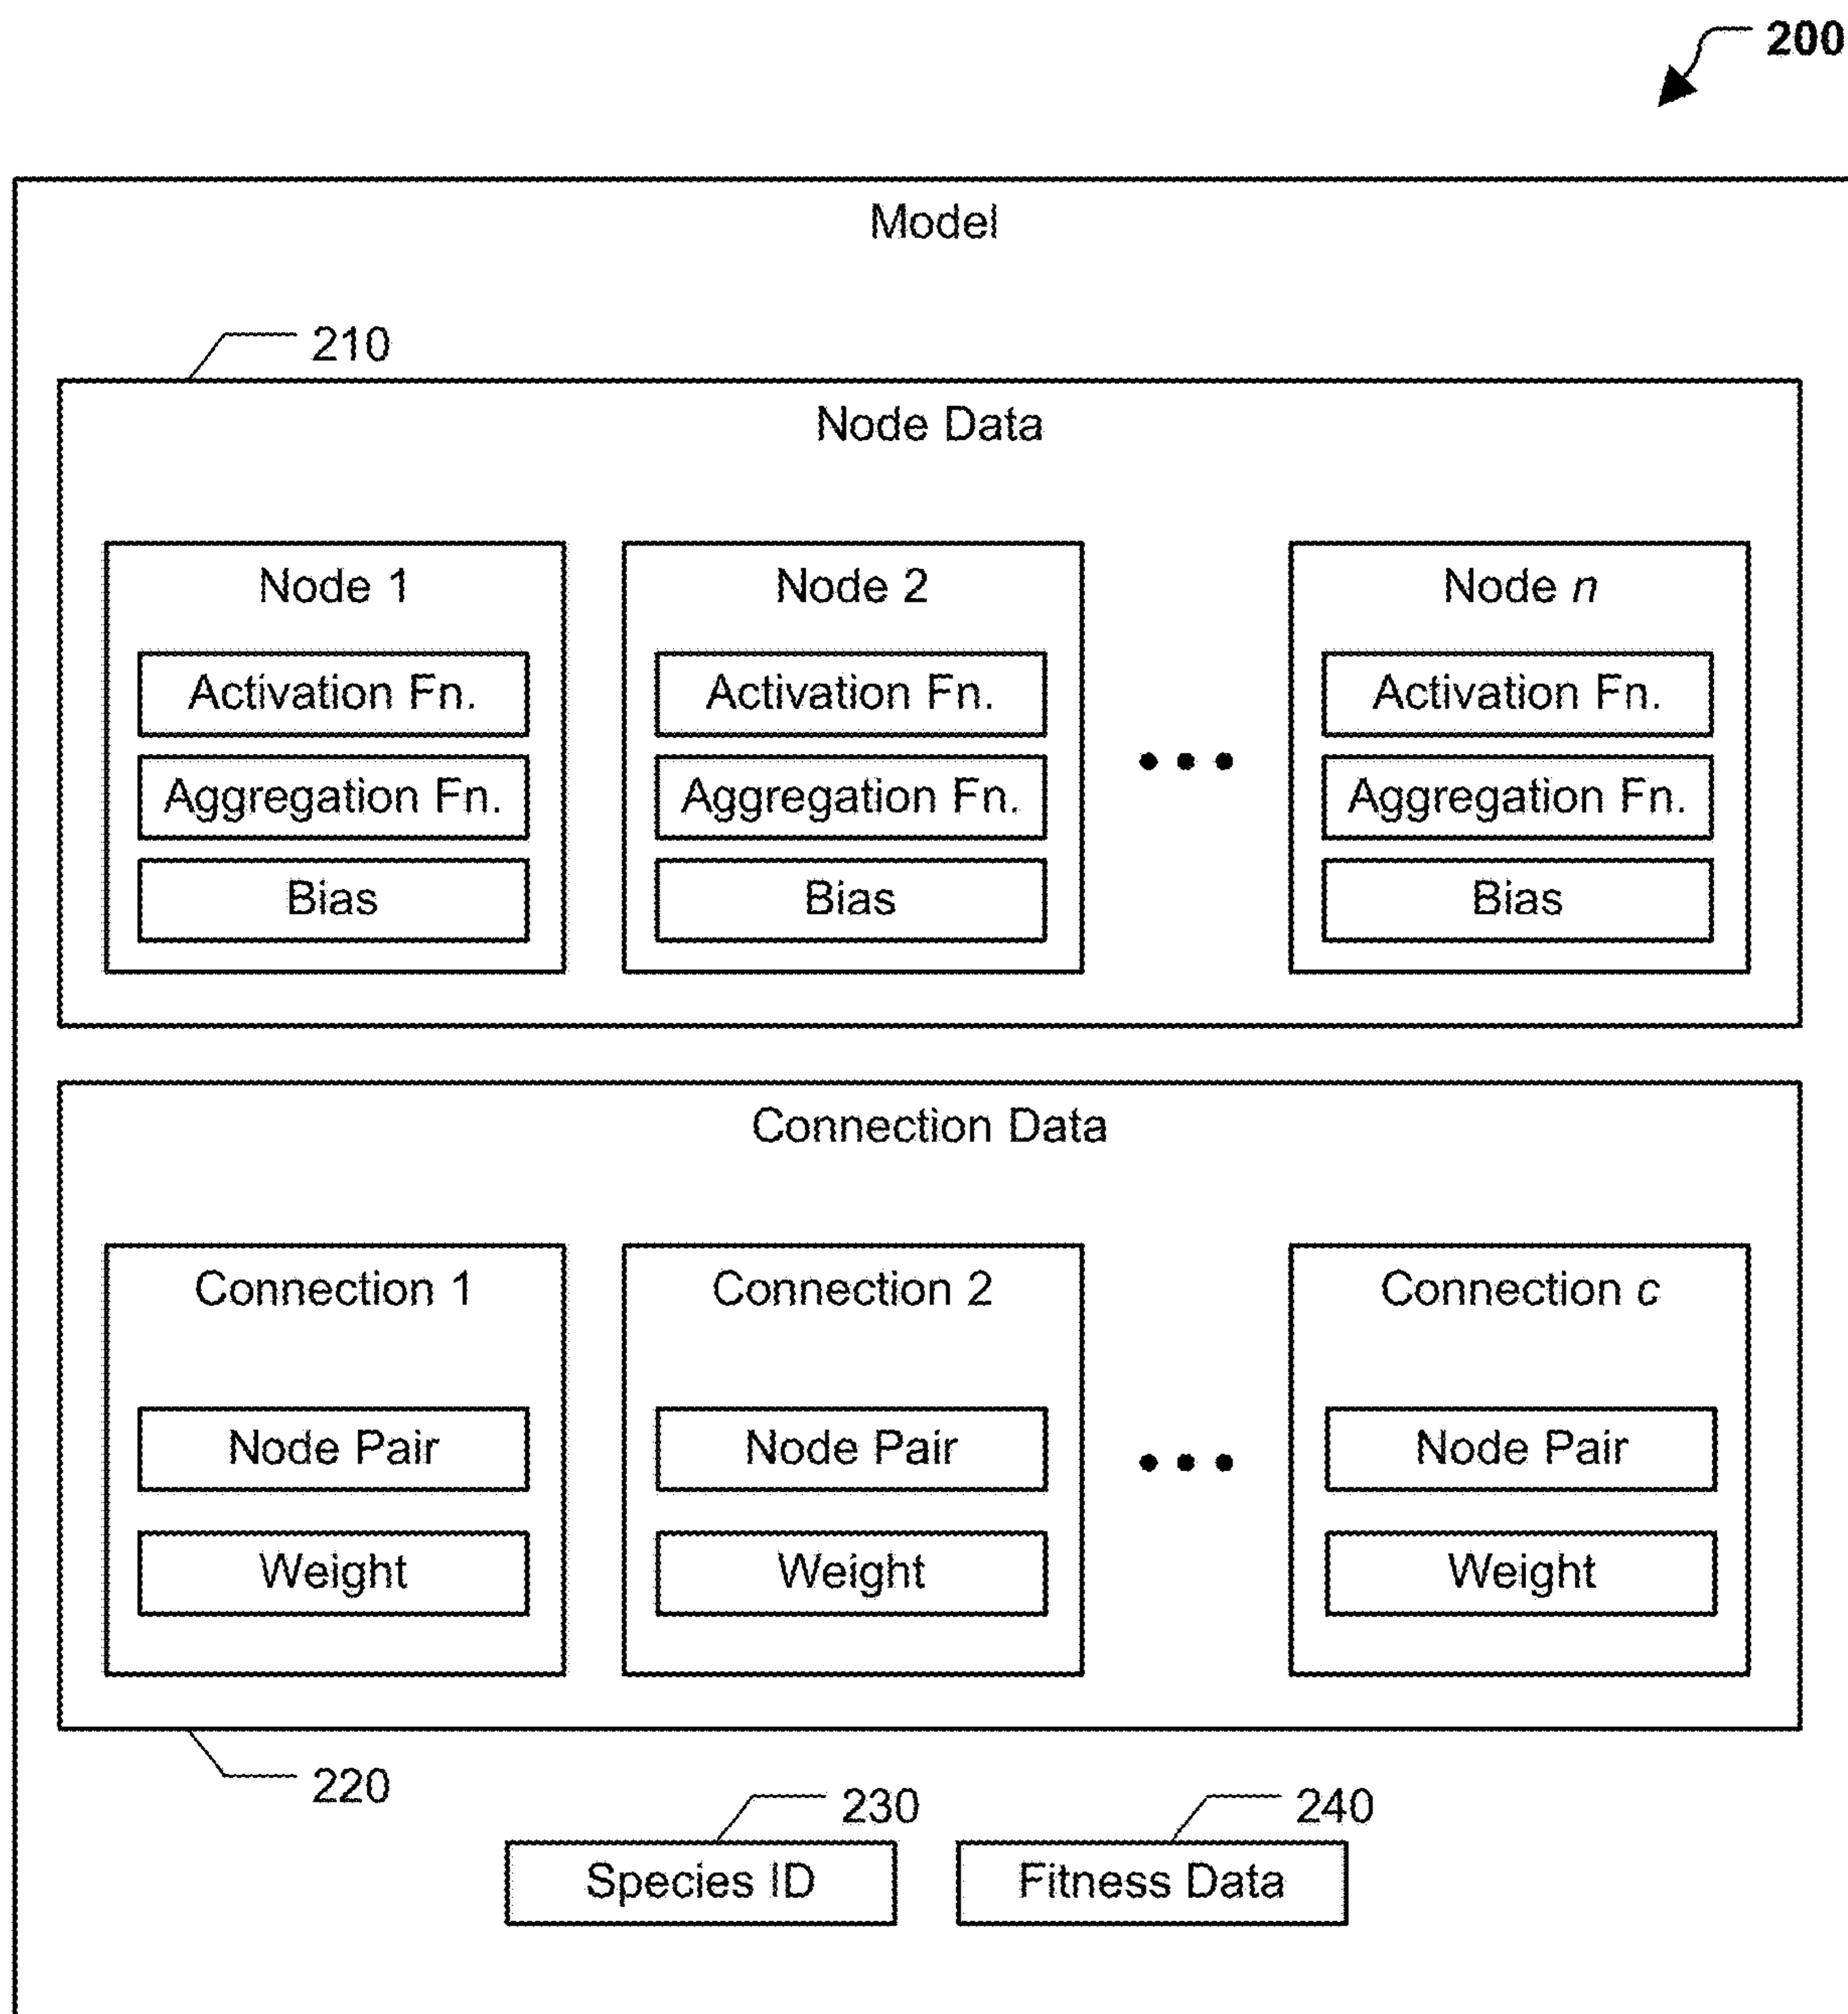 200
Model
210
Node Data
Node 1
Activation Fn.
Aggregation Fn.
Bias
Node 2
Activation Fn.
Aggregation Fn.
Bias
Node n
Activation Fn.
Aggregation Fn.
Bias
Connection Data
Connection 1
Node Pair
Weight
Connection 2
Node Pair
Weight
Connection c
Node Pair
Weight
220
230
Species ID
240
Fitness Data